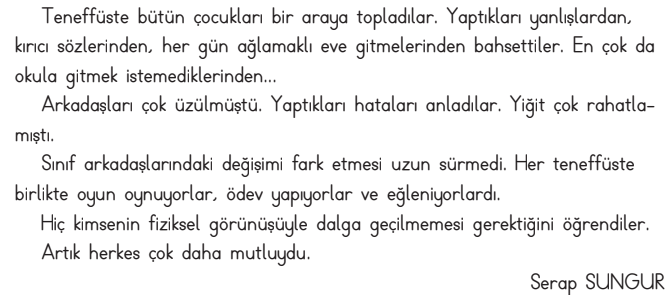 Teneffüste bütün çocukları bir araya topladılar. Yaptıkları yanlışlardan,
kırıcı sözlerinden, her gün ağlamaklı eve gitmelerinden bahsettiler. En çok da
okula gitmek istemediklerinden...
Arkadaşları çok üzülmüştü. Yaptıkları hataları anladılar. Yiğit çok rahatla-
mıştı.
Sınıf arkadaşlarındaki değişimi fark etmesi uzun sürmedi. Her teneffüste
birlikte oyun oynuyorlar, ödev yapıyorlar ve eğleniyorlardı.
Hiç kimsenin fiziksel görünüşüyle dalga geçilmemesi gerektiğini öğrendiler.
Artık herkes çok daha mutluydu.
Serap SUNGUR